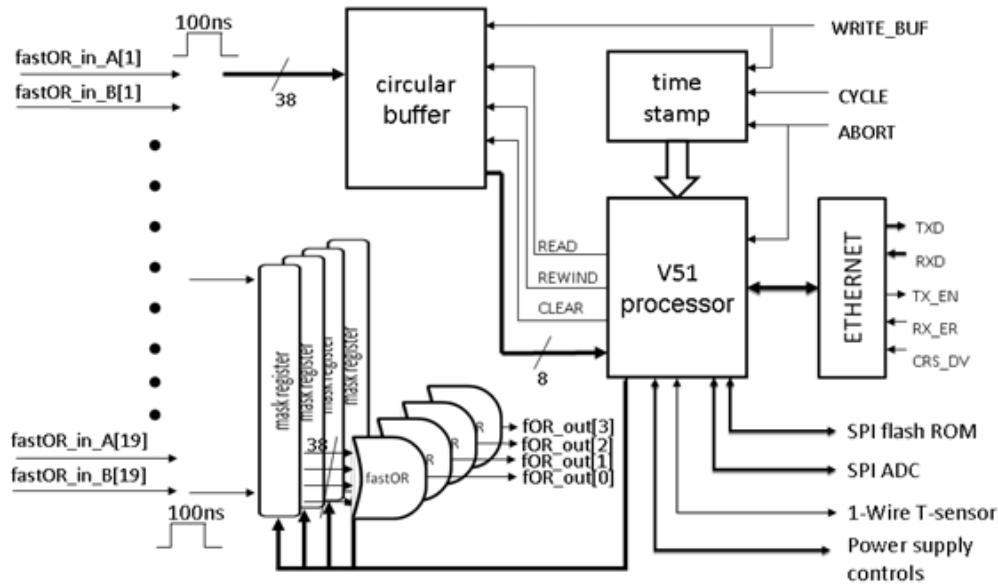 100ns
fastOR_in_A[1]
fastOR_in_B[1]
38
circular
buffer
time
stamp
WRITE_BUF
CYCLE
ABORT
READ
REWIND
CLEAR
V51
processor
8
ETHERNET
TXD
RXD
TX_EN
RX_ER
CRS_DV
mask register
mask register
mask register
mask register
38
fastOR
R
R
R
fOR_out[3]
fOR_out[2]
fOR_out[1]
fOR_out[0]
fastOR_in_A[19]
fastOR_in_B[19]
100ns
SPI flash ROM
SPI ADC
1-Wire T-sensor
Power supply
controls